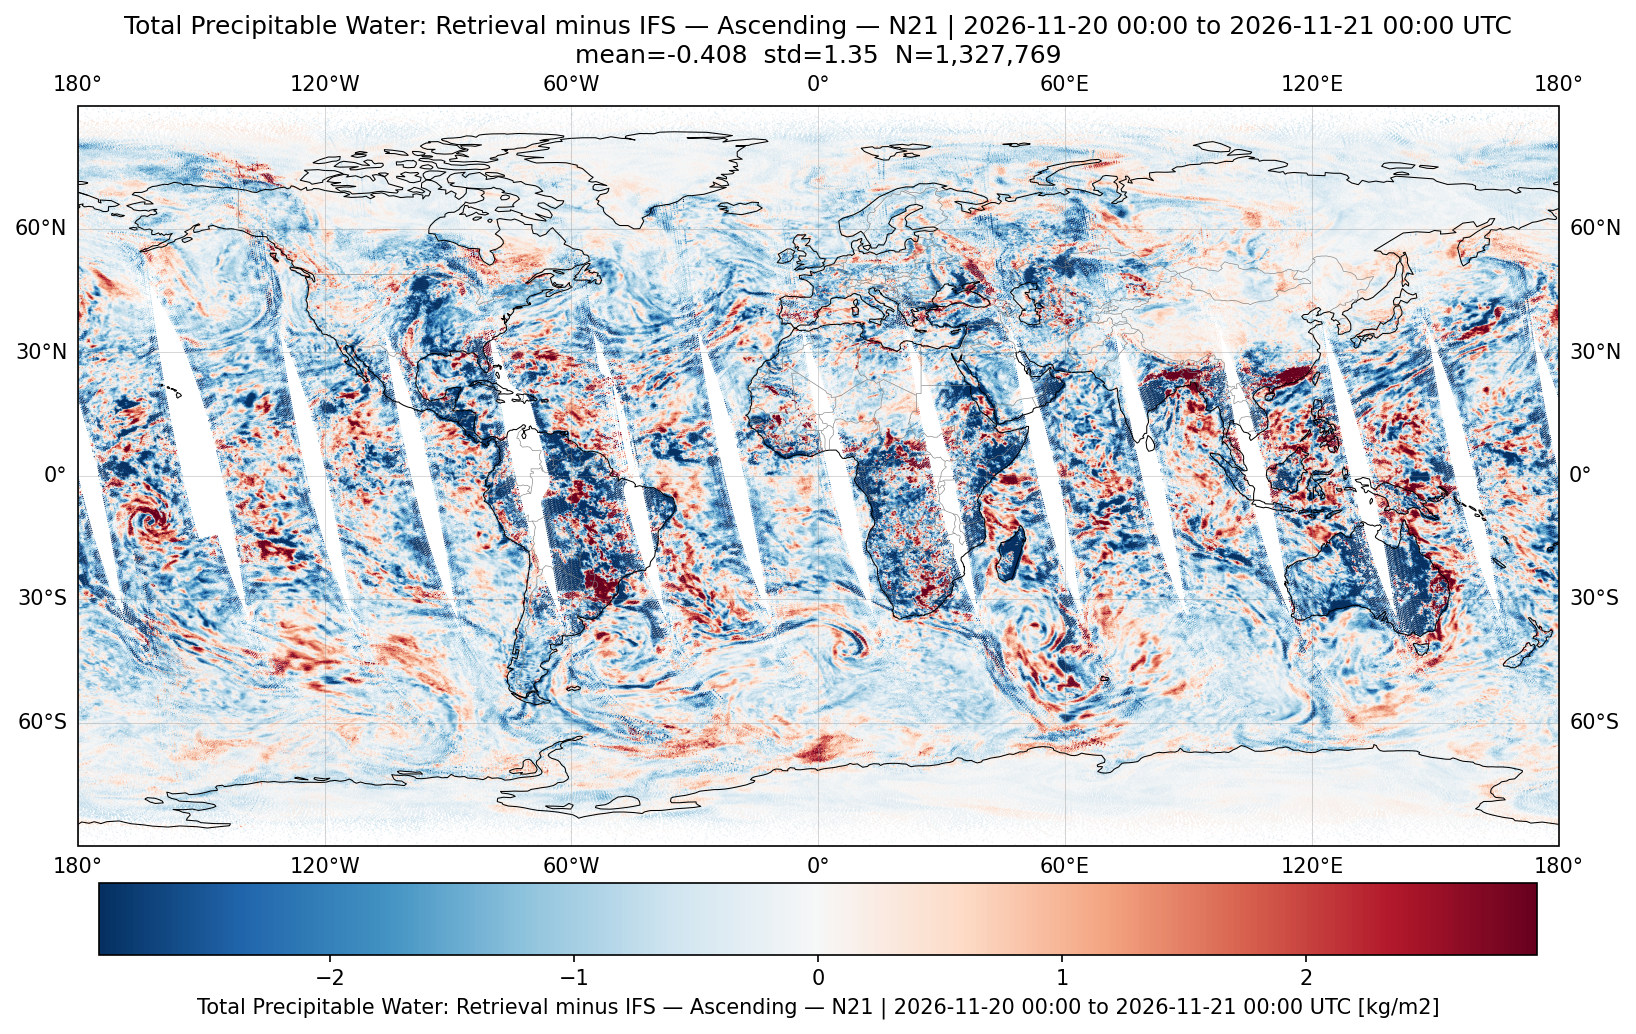 Total Precipitable Water: Retrieval minus IFS — Ascending — N21 | 2026-11-20 00:00 to 2026-11-21 00:00 UTC
mean=-0.408  std=1.35  N=1,327,769
180° 120°W 60°W 0° 60°E 120°E 180°
60°N 60°N
30°N 30°N
0° 0°
30°S 30°S
60°S 60°S
180° 120°W 60°W 0° 60°E 120°E 180°
−2 −1 0 1 2
Total Precipitable Water: Retrieval minus IFS — Ascending — N21 | 2026-11-20 00:00 to 2026-11-21 00:00 UTC [kg/m2]